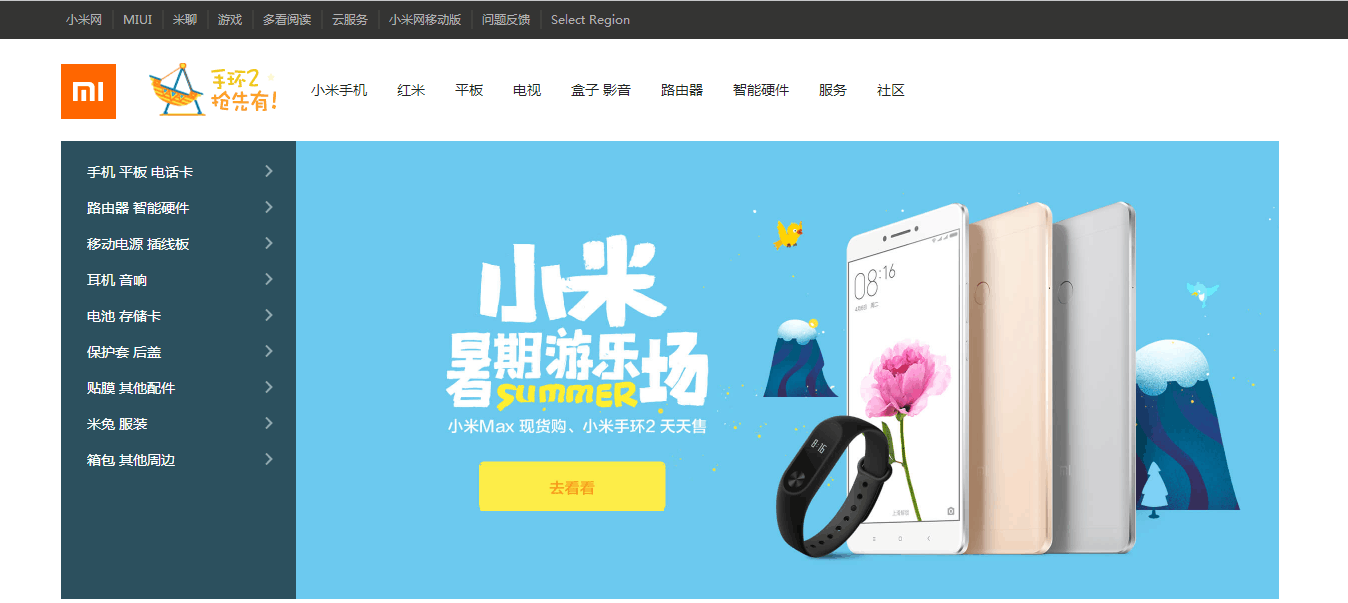 小米网 MIUI 米聊 游戏 多看阅读 云服务 小米网移动版 问题反馈 Select Region
mi
手环2
抢先有!
小米手机 红米 平板 电视 盒子 影音 路由器 智能硬件 服务 社区
手机 平板 电话卡
路由器 智能硬件
移动电源 插线板
耳机 音响
电池 存储卡
保护套 后盖
贴膜 其他配件
米兔 服装
箱包 其他周边
小米
暑期游乐场
SUMMER
小米Max 现货购、小米手环2 天天售
去看看
08:16
8:16
mi